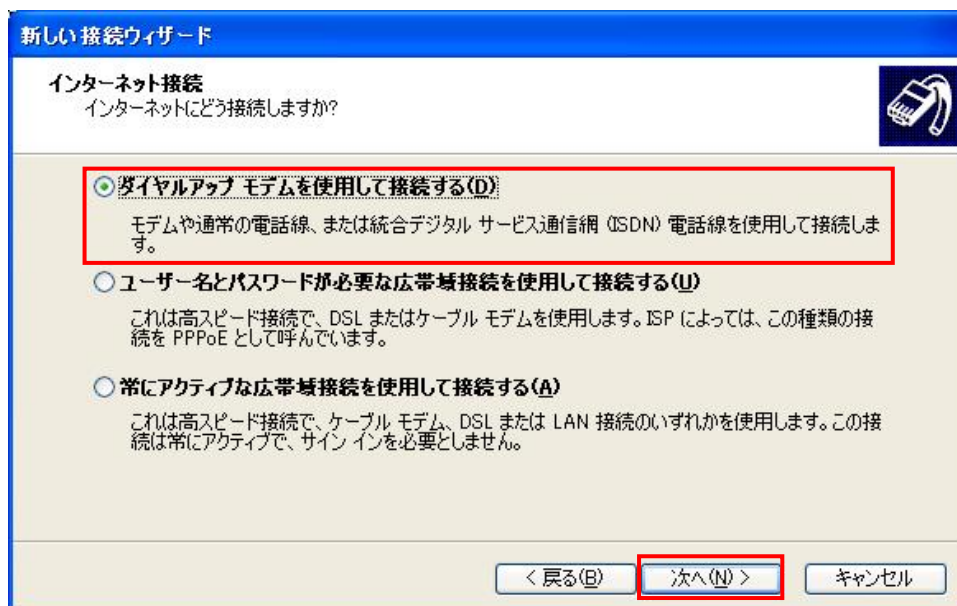 新しい接続ウィザード
インターネット接続
インターネットにどう接続しますか?
ダイヤルアップ モデムを使用して接続する(D)
モデムや通常の電話線、または統合デジタル サービス通信網 (ISDN) 電話線を使用して接続しま
す。
ユーザー名とパスワードが必要な広帯域接続を使用して接続する(U)
これは高スピード接続で、DSL またはケーブル モデムを使用します。ISP によっては、この種類の接
続を PPPoE として呼んでいます。
常にアクティブな広帯域接続を使用して接続する(A)
これは高スピード接続で、ケーブル モデム、DSL または LAN 接続のいずれかを使用します。この接
続は常にアクティブで、サイン インを必要としません。
< 戻る(B) 次へ(N) > キャンセル